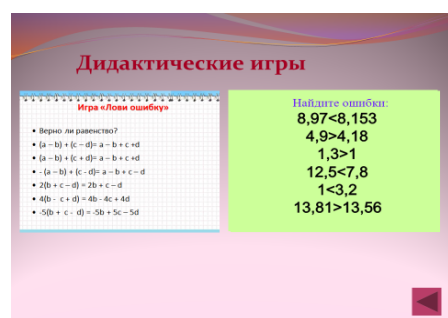 Дидактические игры
Игра «Лови ошибку»
• Верно ли равенство?
• (a – b) + (c – d)= a – b + c +d
• (a – b) + (c + d)= a – b + c +d
• - (a – b) + (c - d)= a – b + c – d
• 2(b + c – d) = 2b + c – d
• 4(b - c + d) = 4b - 4c + 4d
• -5(b + c - d) = -5b + 5c – 5d
Найдите ошибки:
8,97<8,153
4,9>4,18
1,3>1
12,5<7,8
1<3,2
13,81>13,56